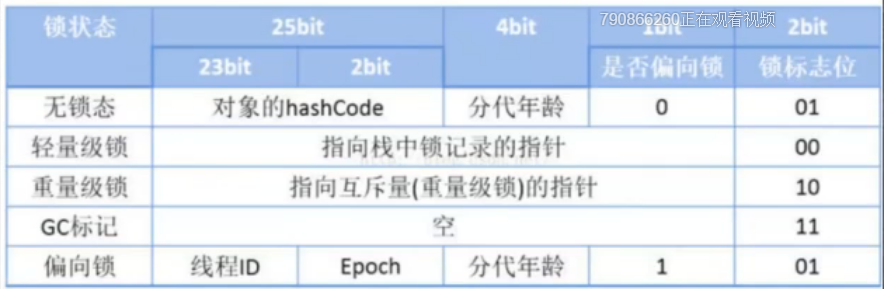 790866260正在观看视频
锁状态 25bit 4bit 1bit 2bit
23bit 2bit 是否偏向锁 锁标志位
无锁态 对象的hashCode 分代年龄 0 01
轻量级锁 指向栈中锁记录的指针 00
重量级锁 指向互斥量(重量级锁)的指针 10
GC标记 空 11
偏向锁 线程ID Epoch 分代年龄 1 01